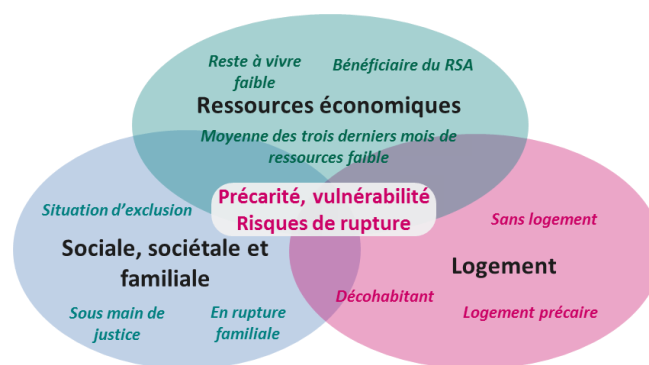 Reste à vivre
faible
Bénéficiaire du RSA
Ressources économiques
Moyenne des trois derniers mois de
ressources faible
Précarité, vulnérabilité
Risques de rupture
Situation d'exclusion
Sociale, sociétale et
familiale
Sous main de
justice
En rupture
familiale
Sans logement
Logement
Décohabitant
Logement précaire